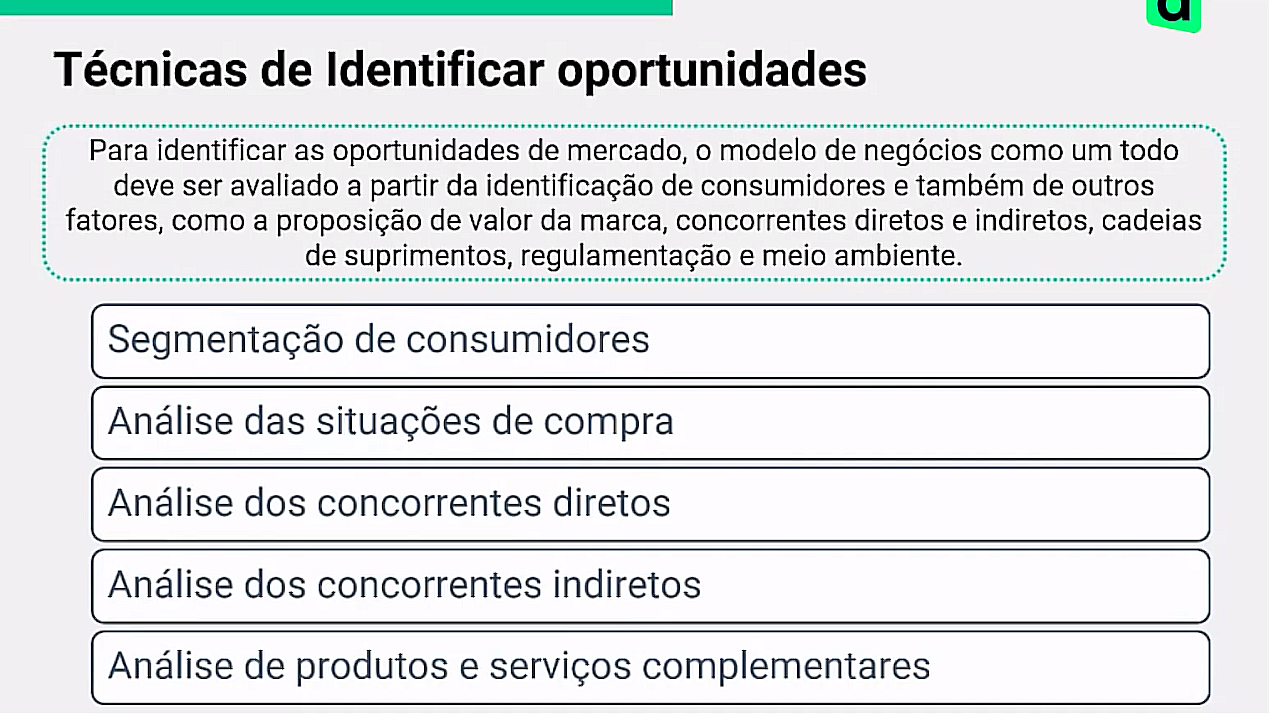 d
Técnicas de Identificar oportunidades
Para identificar as oportunidades de mercado, o modelo de negócios como um todo
deve ser avaliado a partir da identificação de consumidores e também de outros
fatores, como a proposição de valor da marca, concorrentes diretos e indiretos, cadeias
de suprimentos, regulamentação e meio ambiente.
Segmentação de consumidores
Análise das situações de compra
Análise dos concorrentes diretos
Análise dos concorrentes indiretos
Análise de produtos e serviços complementares